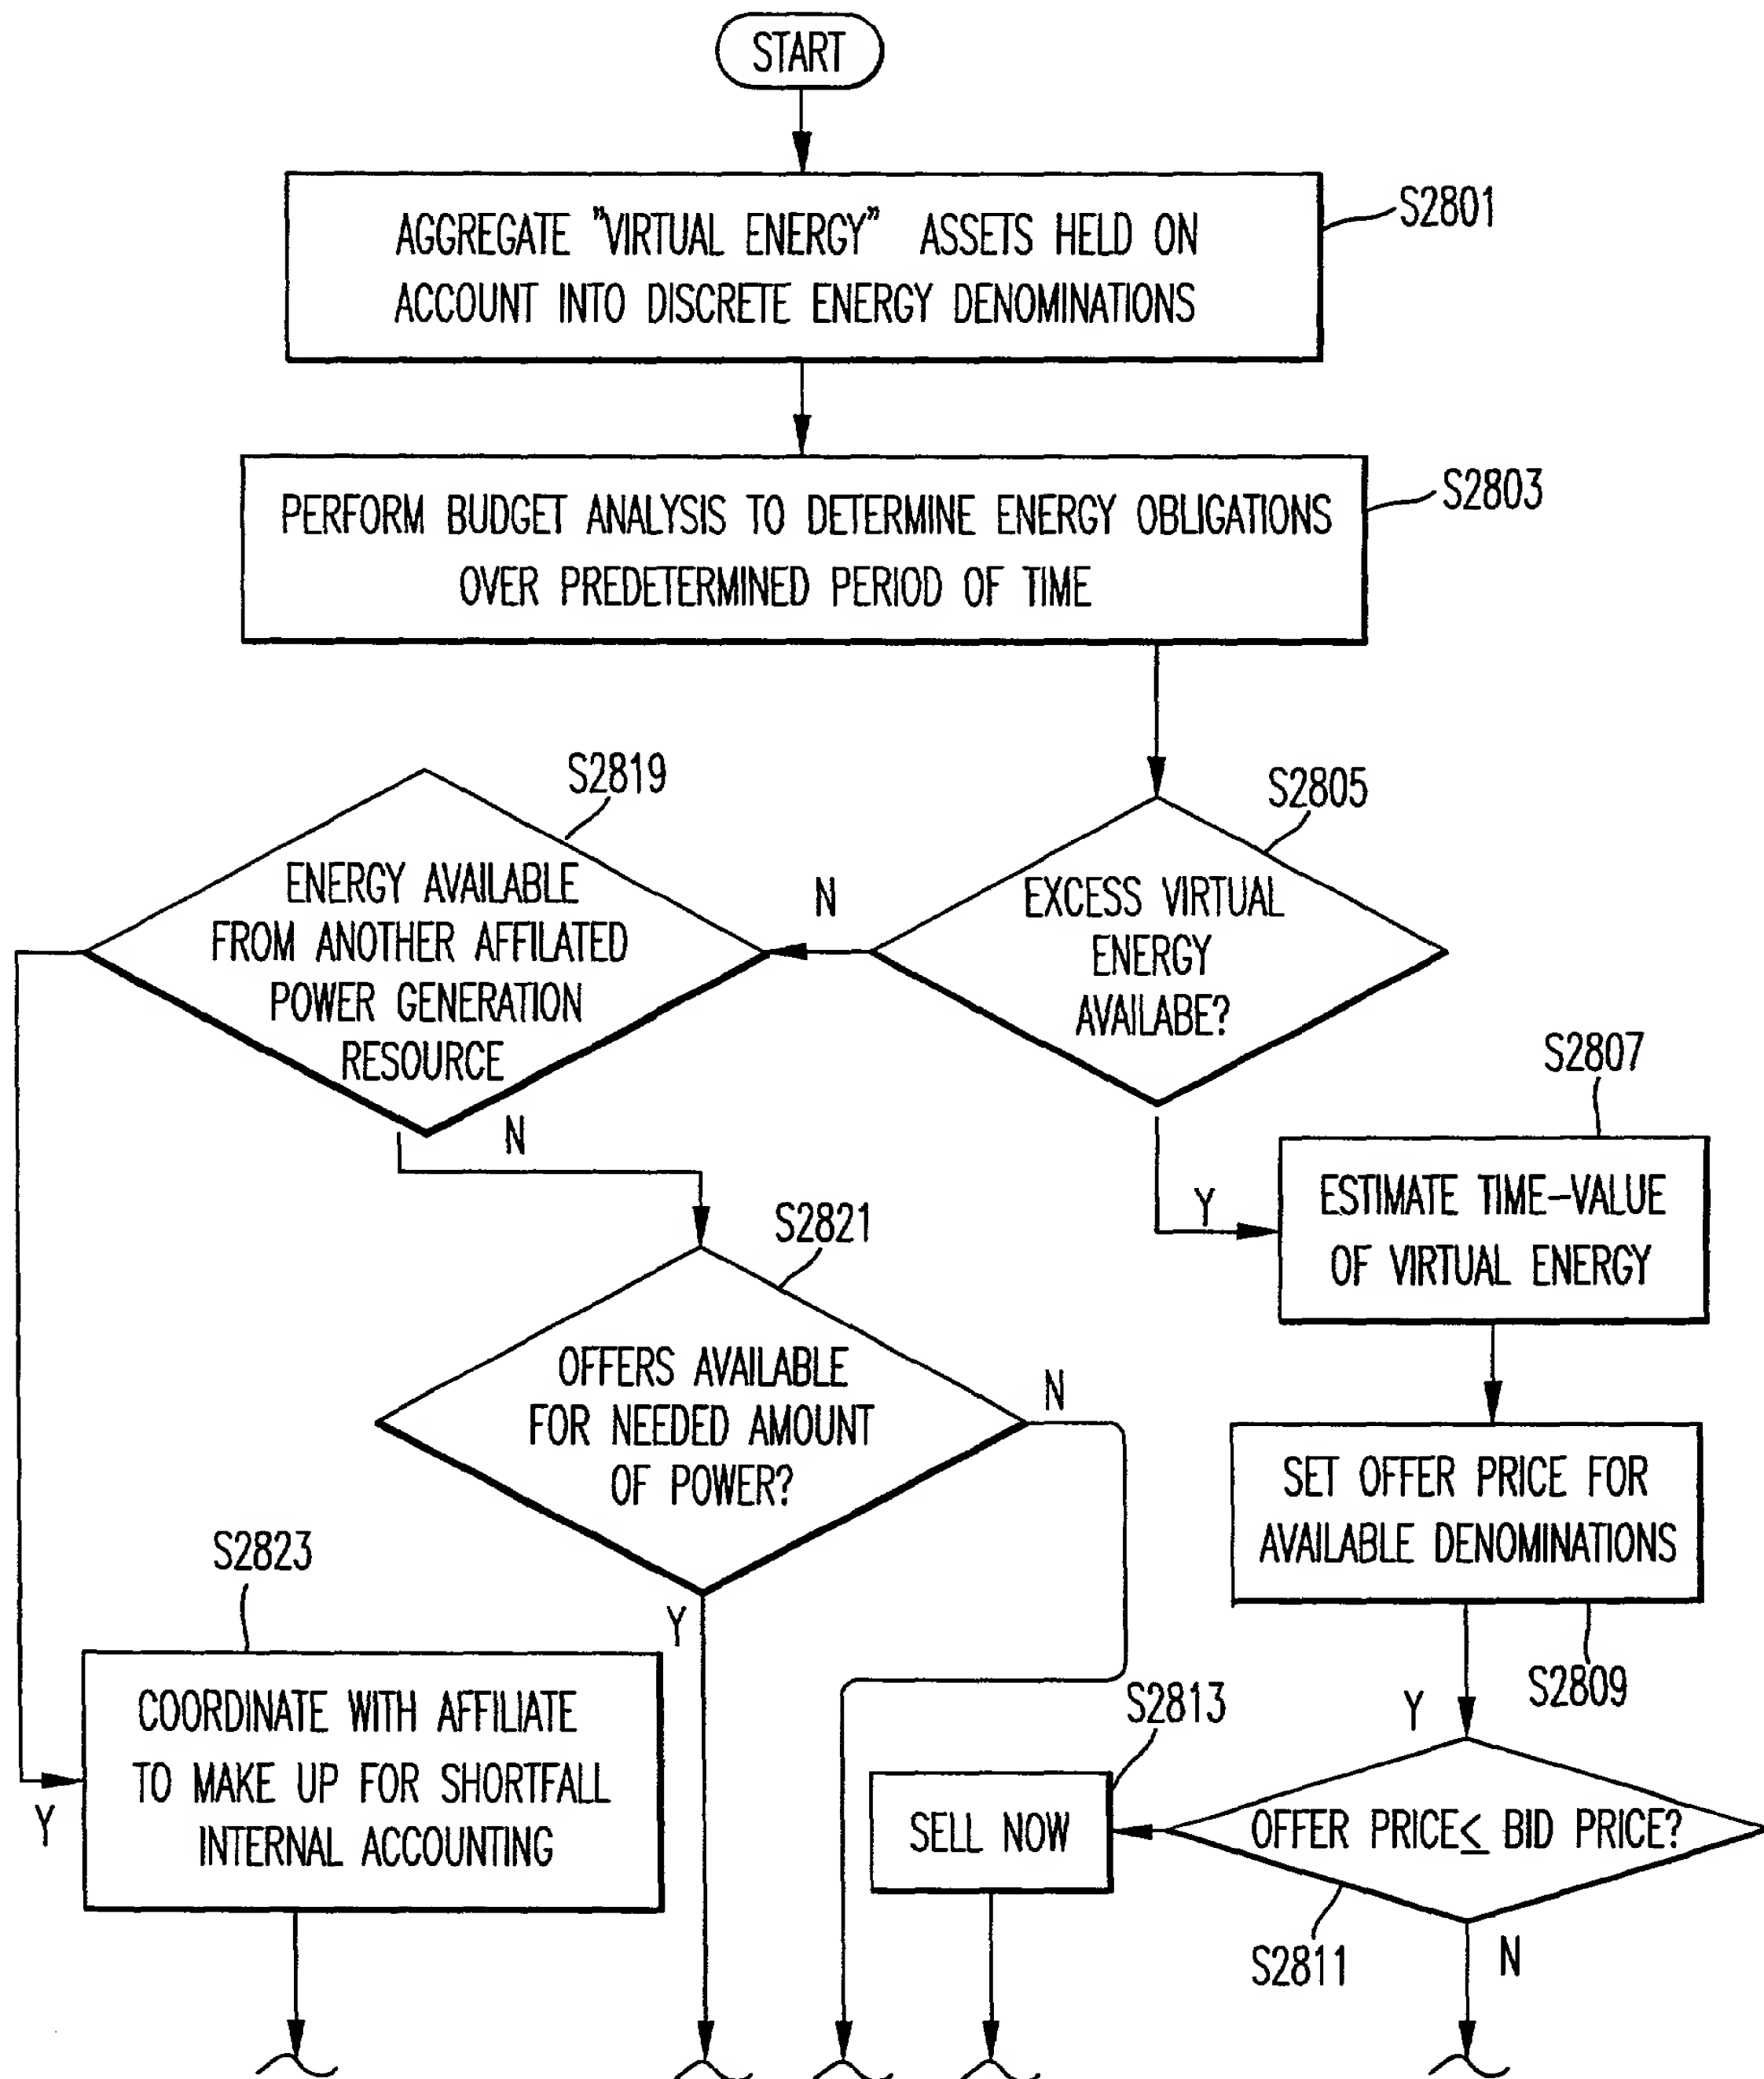 START
AGGREGATE "VIRTUAL ENERGY" ASSETS HELD ON
ACCOUNT INTO DISCRETE ENERGY DENOMINATIONS
S2801
PERFORM BUDGET ANALYSIS TO DETERMINE ENERGY OBLIGATIONS
OVER PREDETERMINED PERIOD OF TIME
S2803
S2819
ENERGY AVAILABLE
FROM ANOTHER AFFILATED
POWER GENERATION
RESOURCE
N
S2805
EXCESS VIRTUAL
ENERGY
AVAILABE?
N
Y
S2807
ESTIMATE TIME-VALUE
OF VIRTUAL ENERGY
S2821
OFFERS AVAILABLE
FOR NEEDED AMOUNT
OF POWER?
N
Y
SET OFFER PRICE FOR
AVAILABLE DENOMINATIONS
S2809
S2823
COORDINATE WITH AFFILIATE
TO MAKE UP FOR SHORTFALL
INTERNAL ACCOUNTING
Y
S2813
SELL NOW
Y
OFFER PRICE≤ BID PRICE?
S2811
N